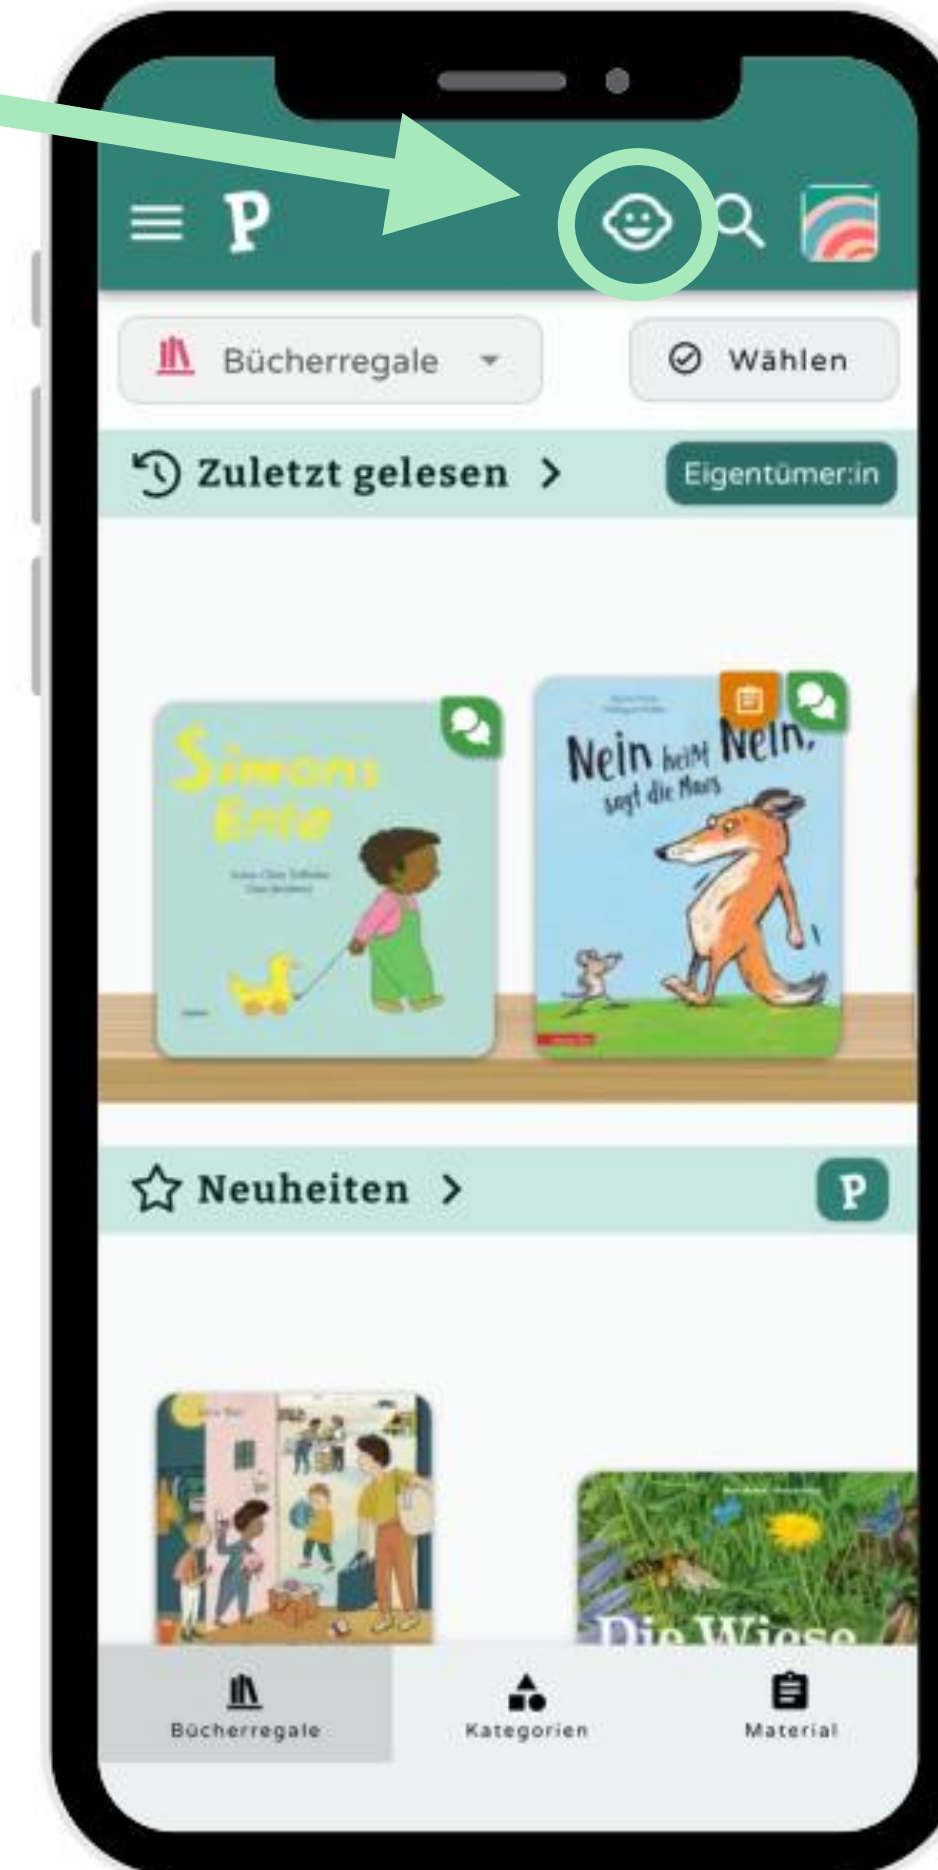 P
Bücherregale
Wählen
Zuletzt gelesen
Eigentümer:in
Simons
Ente
Nein heißt Nein,
sagt die Maus
Neuheiten
P
Die Wiese
Bücherregale
Kategorien
Material